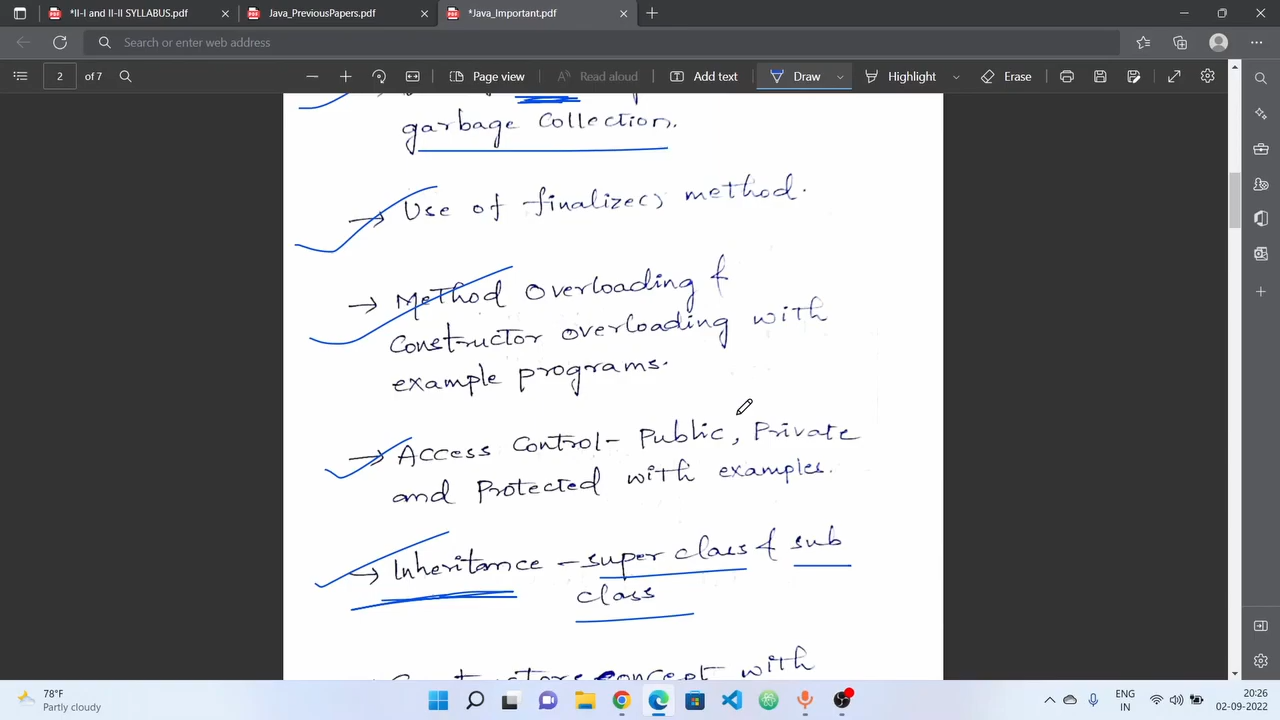 *II-I and II-II SYLLABUS.pdf
Java_PreviousPapers.pdf
*Java_Important.pdf
Search or enter web address
2 of 7
Page view
Read aloud
Add text
Draw
Highlight
Erase
garbage Collection.
→ Use of finalize() method.
→ Method Overloading &
Constructor overloading with
example programs.
→ Access Control - Public, Private
and Protected with examples.
→ Inheritance - super class & sub
class
concept with
78°F
Partly cloudy
ENG
IN
20:26
02-09-2022